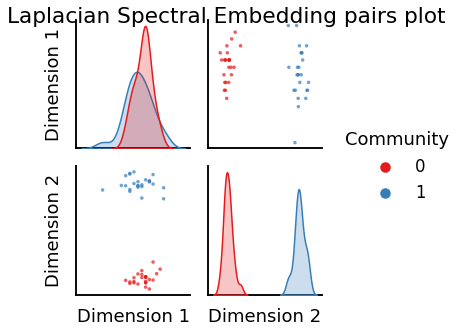 Laplacian Spectral Embedding pairs plot
Dimension 1
Community
0
1
Dimension 2
Dimension 1
Dimension 2